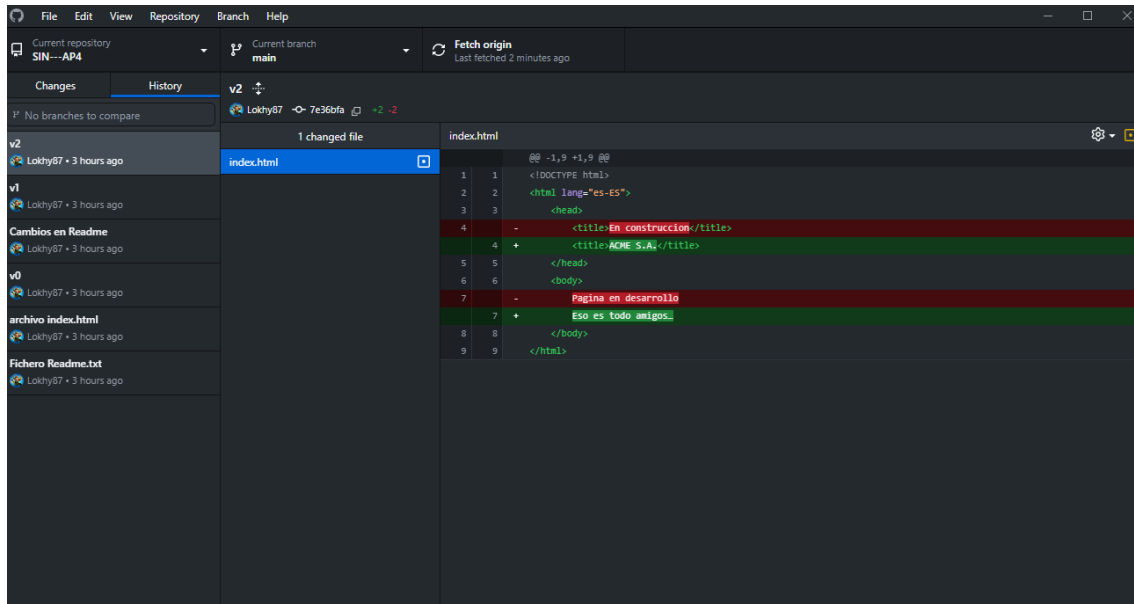 File Edit View Repository Branch Help
Current repository
SIN---AP4
Current branch
main
Fetch origin
Last fetched 2 minutes ago
Changes History
No branches to compare
v2
Lokhy87 • 3 hours ago
v1
Lokhy87 • 3 hours ago
Cambios en Readme
Lokhy87 • 3 hours ago
v0
Lokhy87 • 3 hours ago
archivo index.html
Lokhy87 • 3 hours ago
Fichero Readme.txt
Lokhy87 • 3 hours ago
v2
Lokhy87 7e36bfa +2 -2
1 changed file
index.html
index.html
@@ -1,9 +1,9 @@
1 1 <!DOCTYPE html>
2 2 <html lang="es-ES">
3 3 <head>
4 - <title>En construccion</title>
4 + <title>ACME S.A.</title>
5 5 </head>
6 6 <body>
7 - Pagina en desarrollo
7 + Eso es todo amigos…
8 8 </body>
9 9 </html>